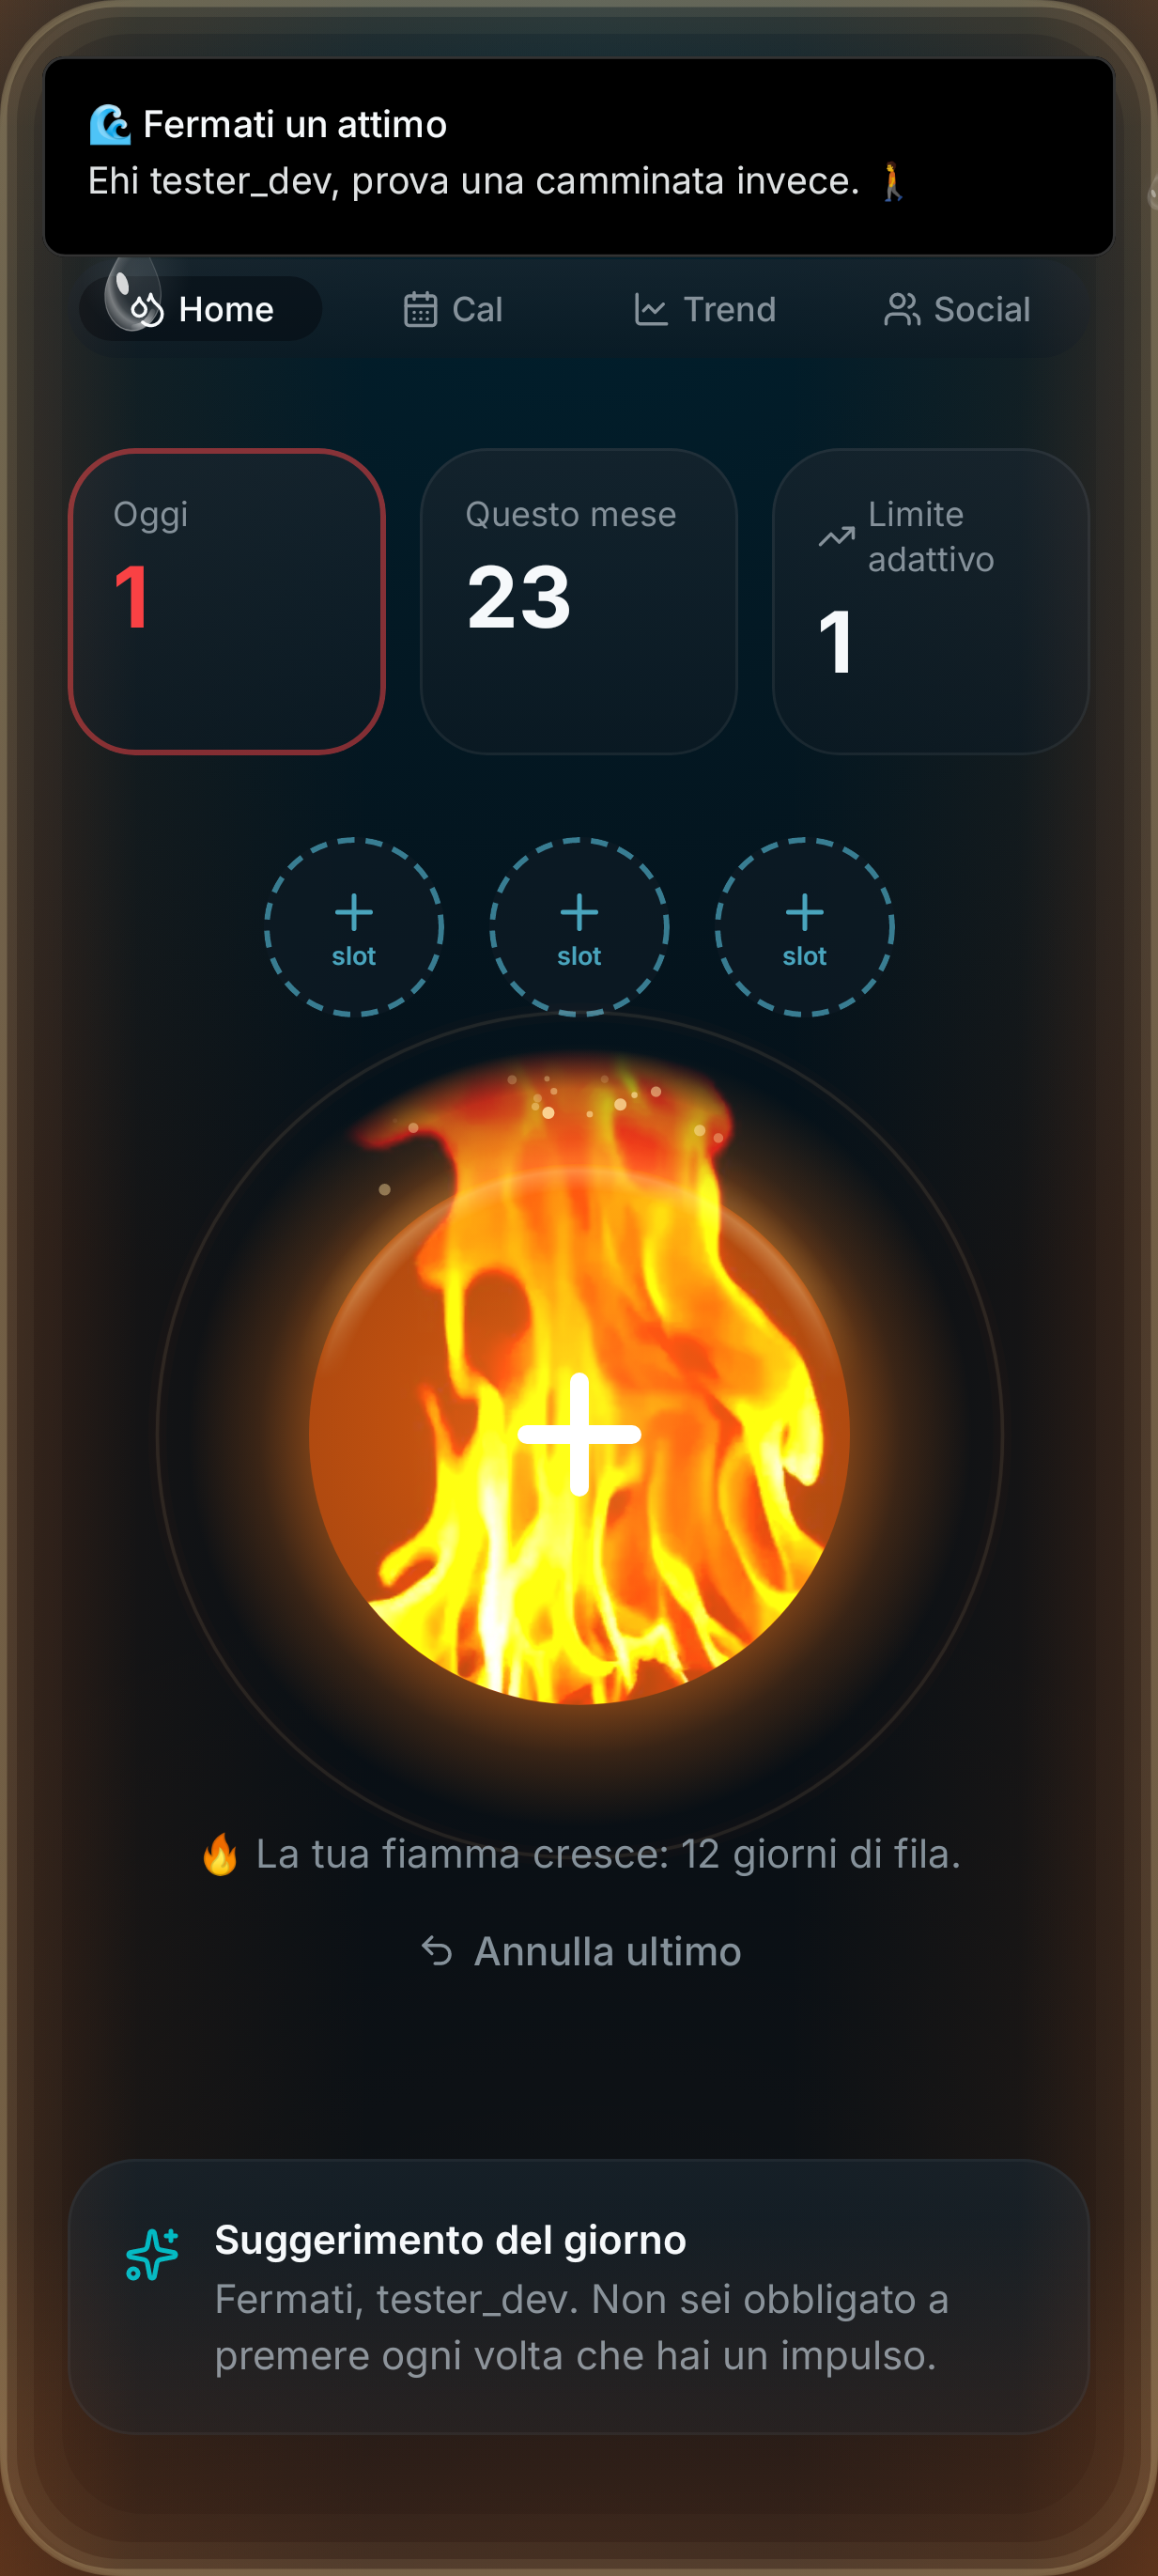 🌊 Fermati un attimo
Ehi tester_dev, prova una camminata invece. 🚶
Home
Cal
Trend
Social
Oggi
1
Questo mese
23
Limite
adattivo
1
slot
slot
slot
🔥 La tua fiamma cresce: 12 giorni di fila.
Annulla ultimo
Suggerimento del giorno
Fermati, tester_dev. Non sei obbligato a
premere ogni volta che hai un impulso.